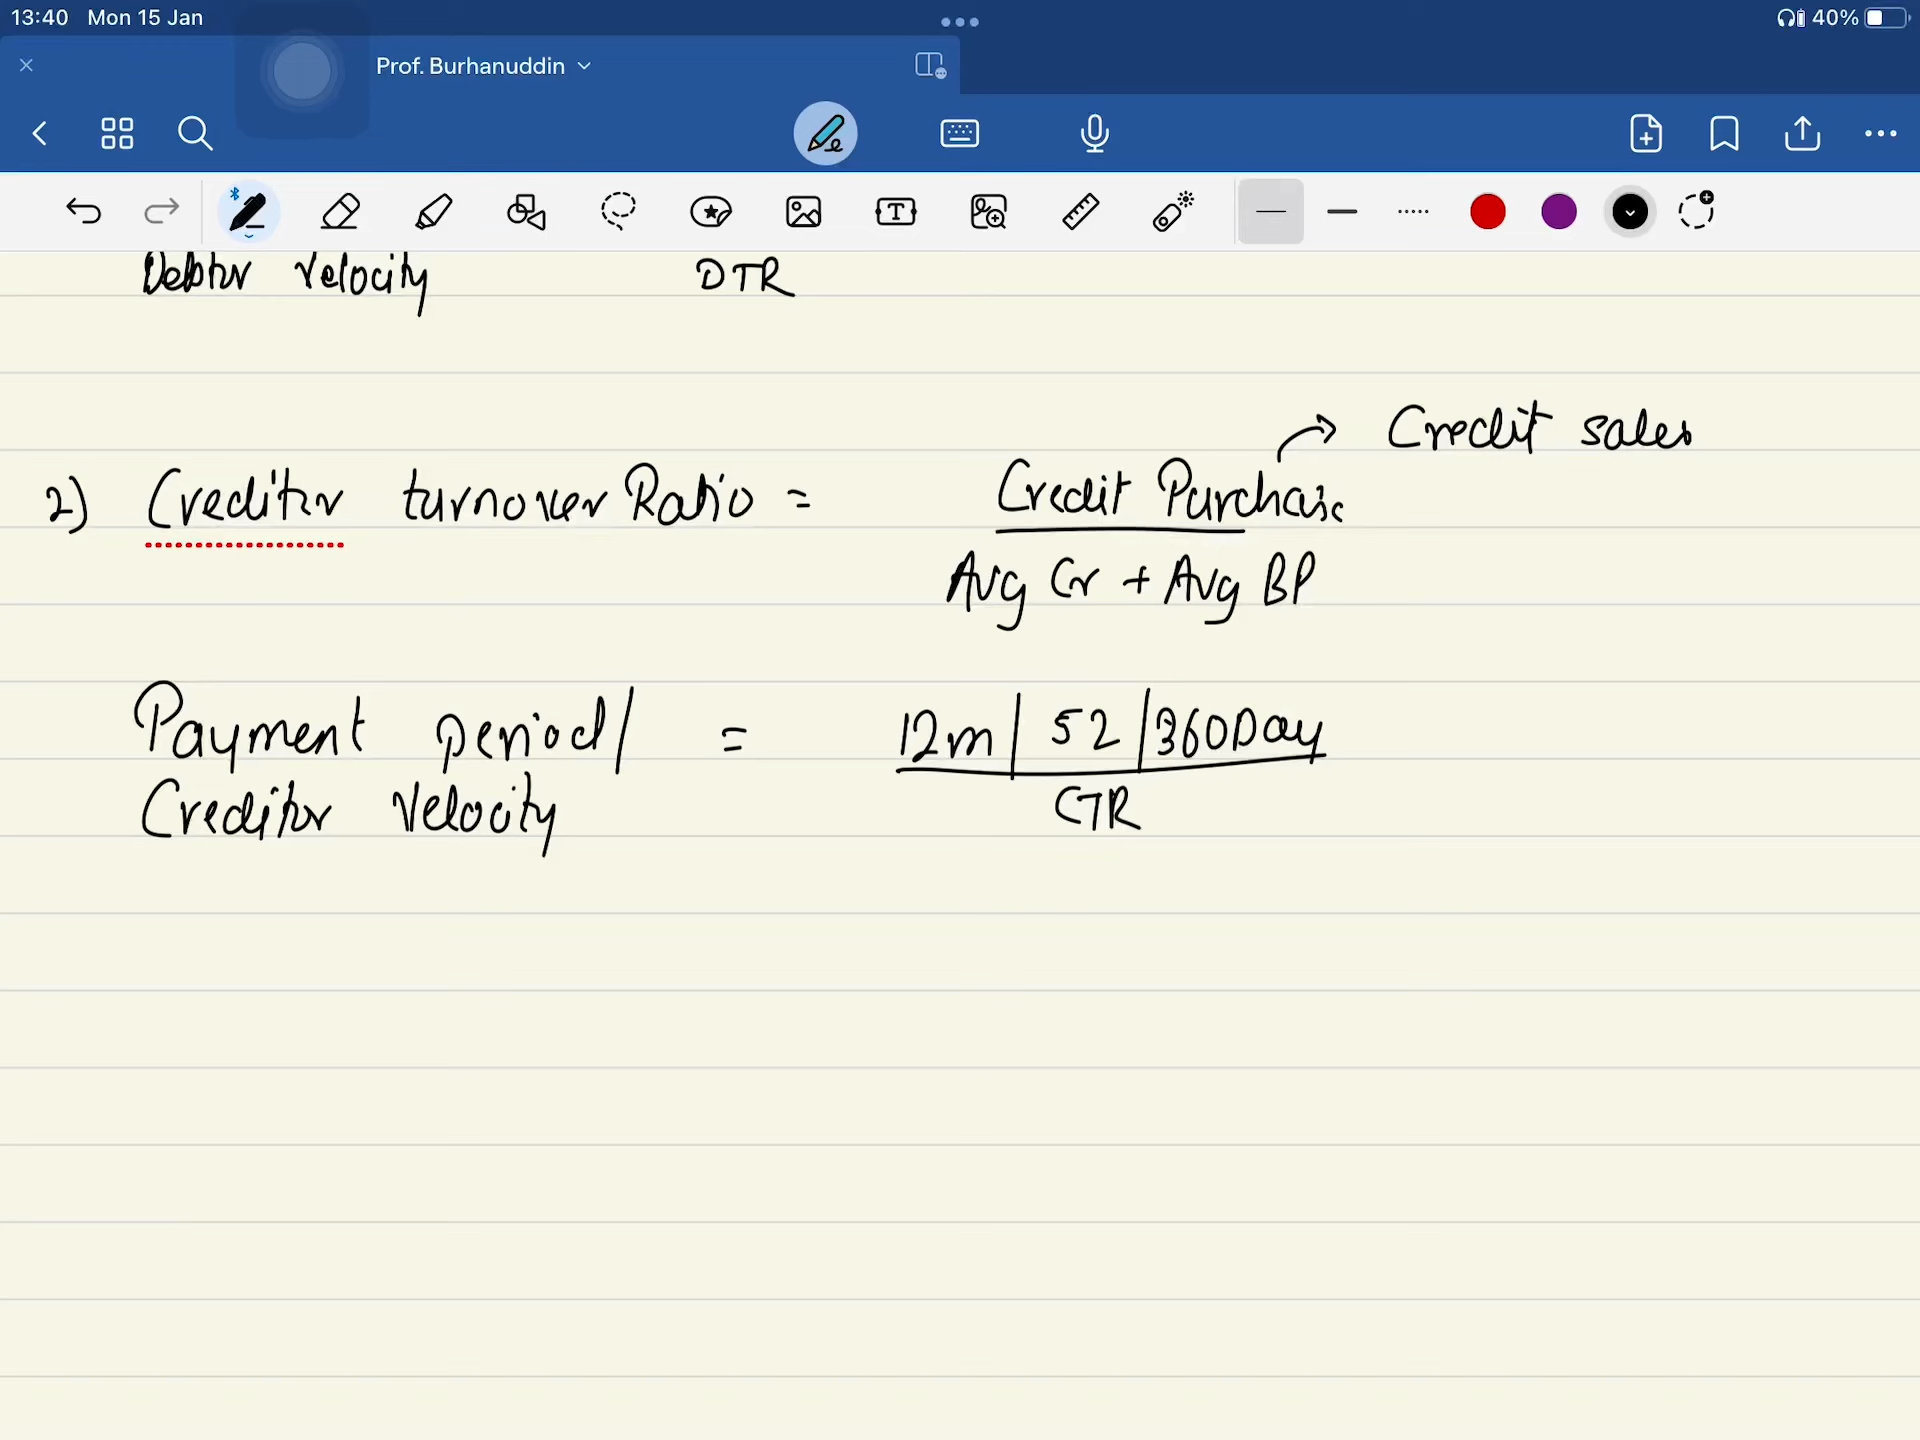 13:40 Mon 15 Jan 40%
Prof. Burhanuddin
Debtor velocity DTR
Credit sales
2) Creditor turnover Ratio = Credit Purchase
Avg Cr + Avg BP
Payment period/ = 12m | 52 | 360Day
Creditor Velocity CTR